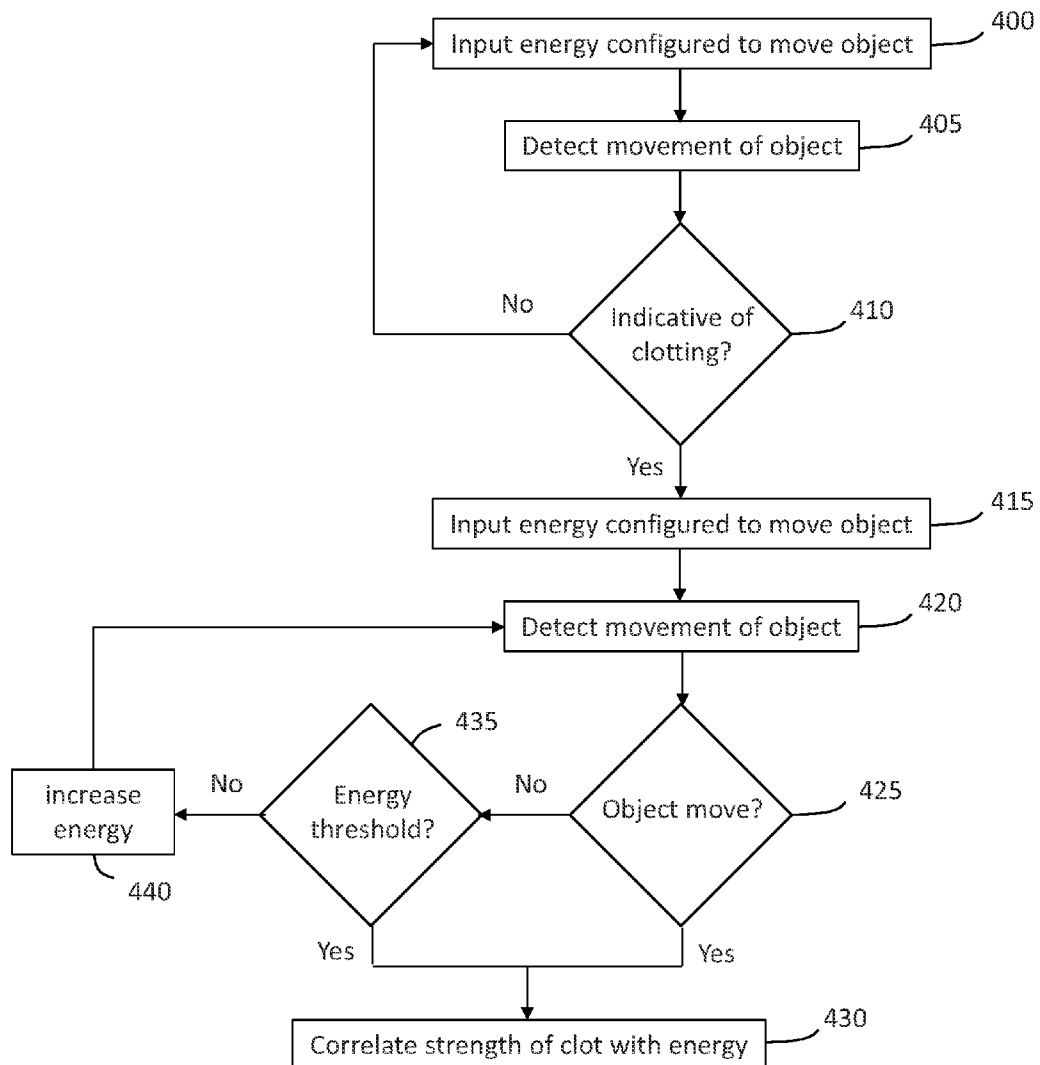 Input energy configured to move object
400
Detect movement of object
405
Indicative of
clotting?
410
No
Yes
Input energy configured to move object
415
Detect movement of object
420
Object move?
425
No
Energy
threshold?
435
No
increase
energy
440
Yes
Yes
Correlate strength of clot with energy
430